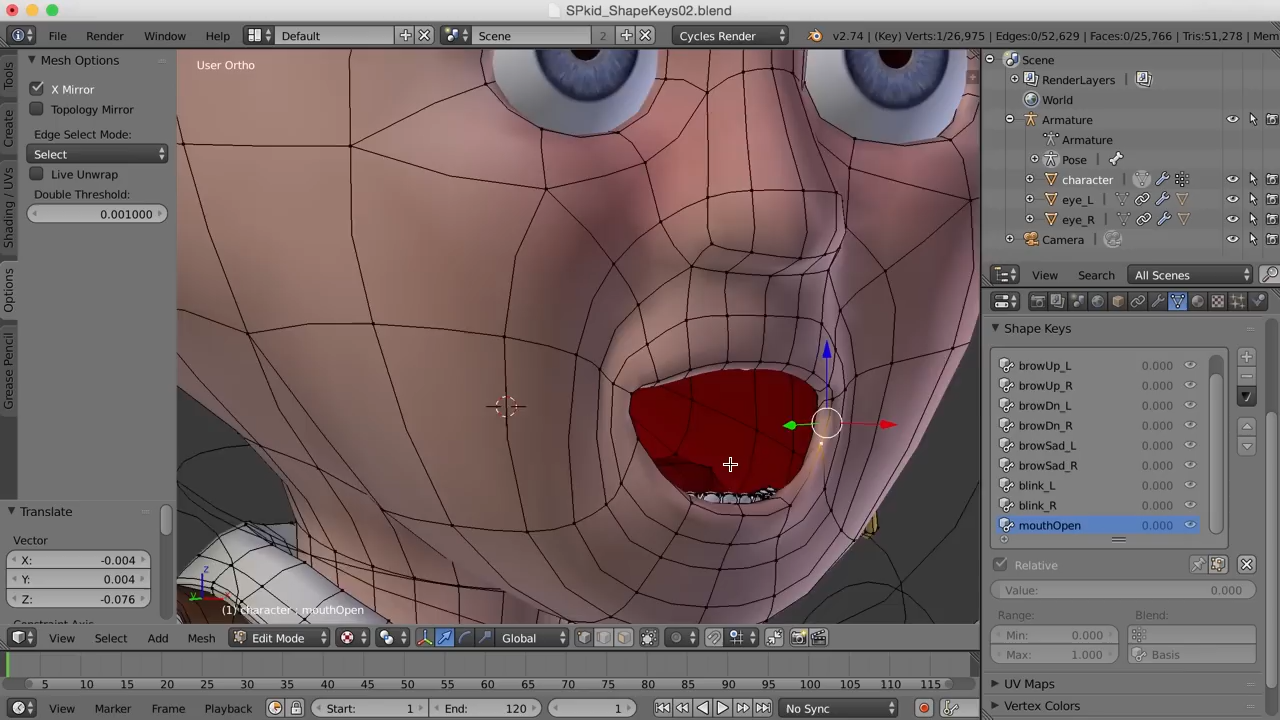 SPkid_ShapeKeys02.blend
File Render Window Help Default Scene 2 Cycles Render v2.74 | (Key) Verts:1/26,975 | Edges:0/52,629 | Faces:0/25,766 | Tris:51,278 | Mem
Tools
Create
Shading / UVs
Options
Grease Pencil
Mesh Options
X Mirror
Topology Mirror
Edge Select Mode:
Select
Live Unwrap
Double Threshold:
0.001000
Translate
Vector
X: -0.004
Y: 0.004
Z: -0.076
User Ortho
z
(1) character : mouthOpen
View Select Add Mesh Edit Mode Global
5 10 15 20 25 30 35 40 45 50 55 60 65 70 75 80 85 90 95 100 105 110 115
View Marker Frame Playback Start: 1 End: 120 1 No Sync
Scene
RenderLayers
World
Armature
Armature
Pose
character
eye_L
eye_R
Camera
View Search All Scenes
Shape Keys
browUp_L 0.000
browUp_R 0.000
browDn_L 0.000
browDn_R 0.000
browSad_L 0.000
browSad_R 0.000
blink_L 0.000
blink_R 0.000
mouthOpen 0.000
Relative
Value: 0.000
Range: Blend:
Min: 0.000
Max: 1.000 Basis
UV Maps
Vertex Colors